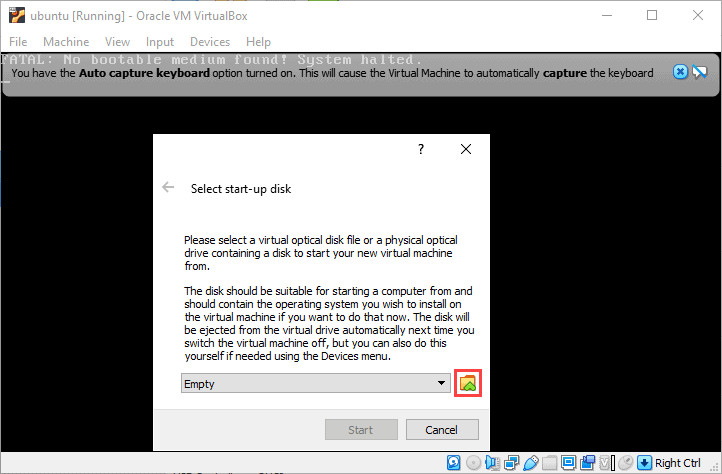 ubuntu [Running] - Oracle VM VirtualBox
File Machine View Input Devices Help
FATAL: No bootable medium found! System halted.
You have the Auto capture keyboard option turned on. This will cause the Virtual Machine to automatically capture the keyboard
?
Select start-up disk
Please select a virtual optical disk file or a physical optical
drive containing a disk to start your new virtual machine
from.
The disk should be suitable for starting a computer from and
should contain the operating system you wish to install on
the virtual machine if you want to do that now. The disk will
be ejected from the virtual drive automatically next time you
switch the virtual machine off, but you can also do this
yourself if needed using the Devices menu.
Empty
Start Cancel
Right Ctrl